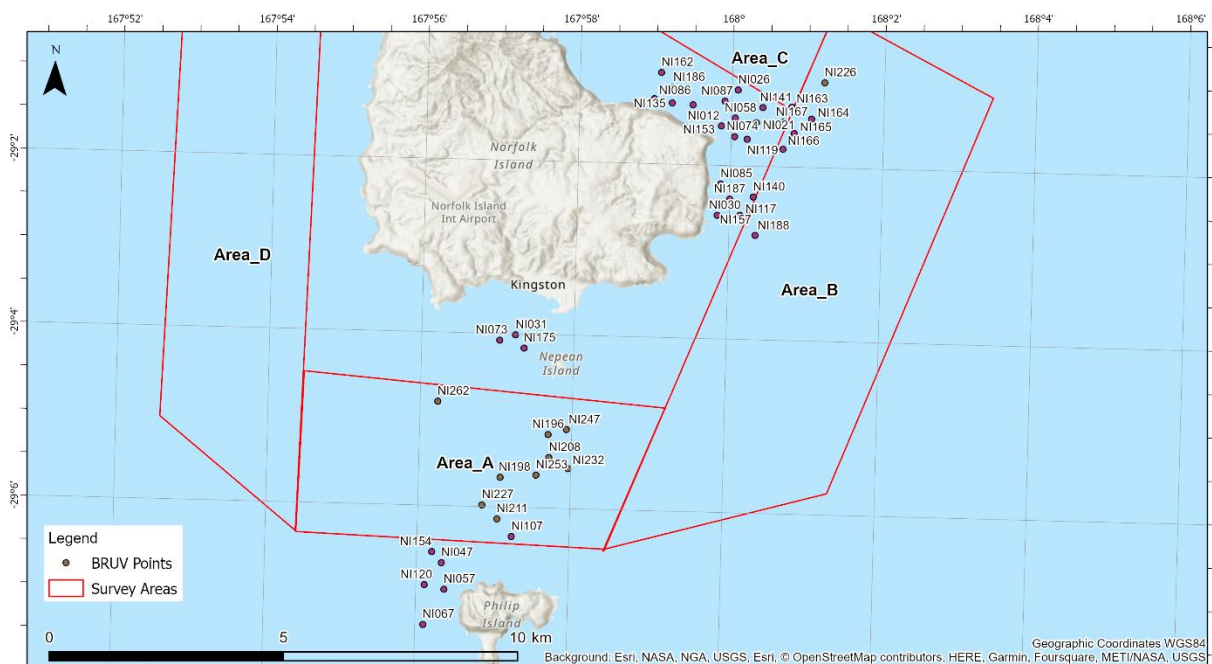 167°52'
167°54'
167°56'
167°58'
168°
168°2'
168°4'
168°6'
N
Area_C
NI162
NI226
NI186
NI026
NI086
NI087
NI141
NI163
NI135
NI058
NI167
NI164
NI012
NI153
NI074
NI021
NI165
NI166
-29°2'
Norfolk
Island
NI119
NI085
NI187
NI140
Norfolk Island
Int Airport
NI030
NI117
NI157
NI188
Area_D
Kingston
Area_B
-29°4'
NI073
NI031
NI175
Nepean
Island
NI262
NI196
NI247
NI208
Area_A
NI198
NI253
NI232
-29°6'
NI227
NI211
NI107
Legend
BRUV Points
Survey Areas
NI154
NI047
NI120
NI057
Philip
Island
NI067
0
5
10 km
Geographic Coordinates WGS84
Background: Esri, NASA, NGA, USGS, Esri, © OpenStreetMap contributors, HERE, Garmin, Foursquare, METI/NASA, USGS